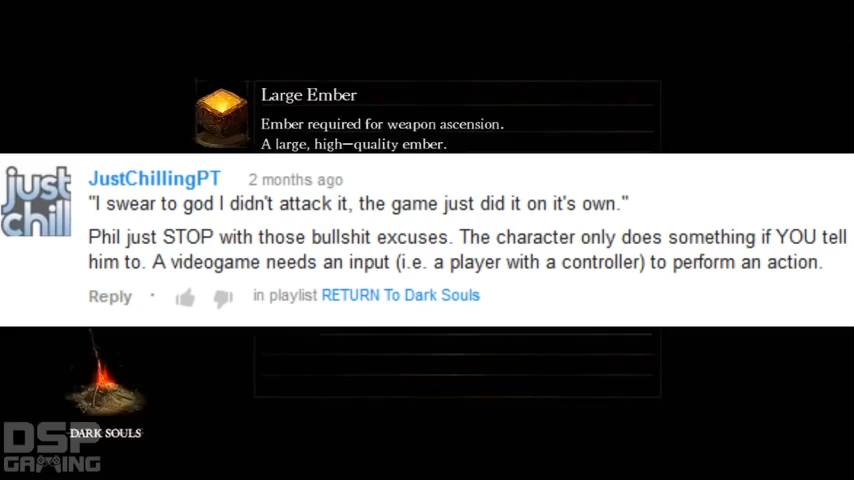 Large Ember
Ember required for weapon ascension.
A large, high-quality ember.
just
chill
JustChillingPT 2 months ago
"I swear to god I didn't attack it, the game just did it on it's own."
Phil just STOP with those bullshit excuses. The character only does something if YOU tell
him to. A videogame needs an input (i.e. a player with a controller) to perform an action.
Reply · in playlist RETURN To Dark Souls
DARK SOULS
DSP
GAMING